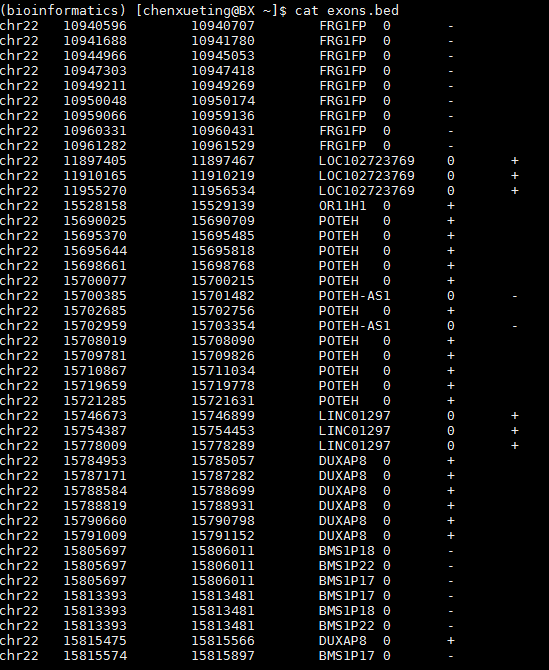 (bioinformatics) [chenxueting@BX ~]$ cat exons.bed
chr22 10940596 10940707 FRG1FP 0 -
chr22 10941688 10941780 FRG1FP 0 -
chr22 10944966 10945053 FRG1FP 0 -
chr22 10947303 10947418 FRG1FP 0 -
chr22 10949211 10949269 FRG1FP 0 -
chr22 10950048 10950174 FRG1FP 0 -
chr22 10959066 10959136 FRG1FP 0 -
chr22 10960331 10960431 FRG1FP 0 -
chr22 10961282 10961529 FRG1FP 0 -
chr22 11897405 11897467 LOC102723769 0 +
chr22 11910165 11910219 LOC102723769 0 +
chr22 11955270 11956534 LOC102723769 0 +
chr22 15528158 15529139 OR11H1 0 +
chr22 15690025 15690709 POTEH 0 +
chr22 15695370 15695485 POTEH 0 +
chr22 15695644 15695818 POTEH 0 +
chr22 15698661 15698768 POTEH 0 +
chr22 15700077 15700215 POTEH 0 +
chr22 15700385 15701482 POTEH-AS1 0 -
chr22 15702685 15702756 POTEH 0 +
chr22 15702959 15703354 POTEH-AS1 0 -
chr22 15708019 15708090 POTEH 0 +
chr22 15709781 15709826 POTEH 0 +
chr22 15710867 15711034 POTEH 0 +
chr22 15719659 15719778 POTEH 0 +
chr22 15721285 15721631 POTEH 0 +
chr22 15746673 15746899 LINC01297 0 +
chr22 15754387 15754453 LINC01297 0 +
chr22 15778009 15778289 LINC01297 0 +
chr22 15784953 15785057 DUXAP8 0 +
chr22 15787171 15787282 DUXAP8 0 +
chr22 15788584 15788699 DUXAP8 0 +
chr22 15788819 15788931 DUXAP8 0 +
chr22 15790660 15790798 DUXAP8 0 +
chr22 15791009 15791152 DUXAP8 0 +
chr22 15805697 15806011 BMS1P18 0 -
chr22 15805697 15806011 BMS1P22 0 -
chr22 15805697 15806011 BMS1P17 0 -
chr22 15813393 15813481 BMS1P17 0 -
chr22 15813393 15813481 BMS1P18 0 -
chr22 15813393 15813481 BMS1P22 0 -
chr22 15815475 15815566 DUXAP8 0 +
chr22 15815574 15815897 BMS1P17 0 -